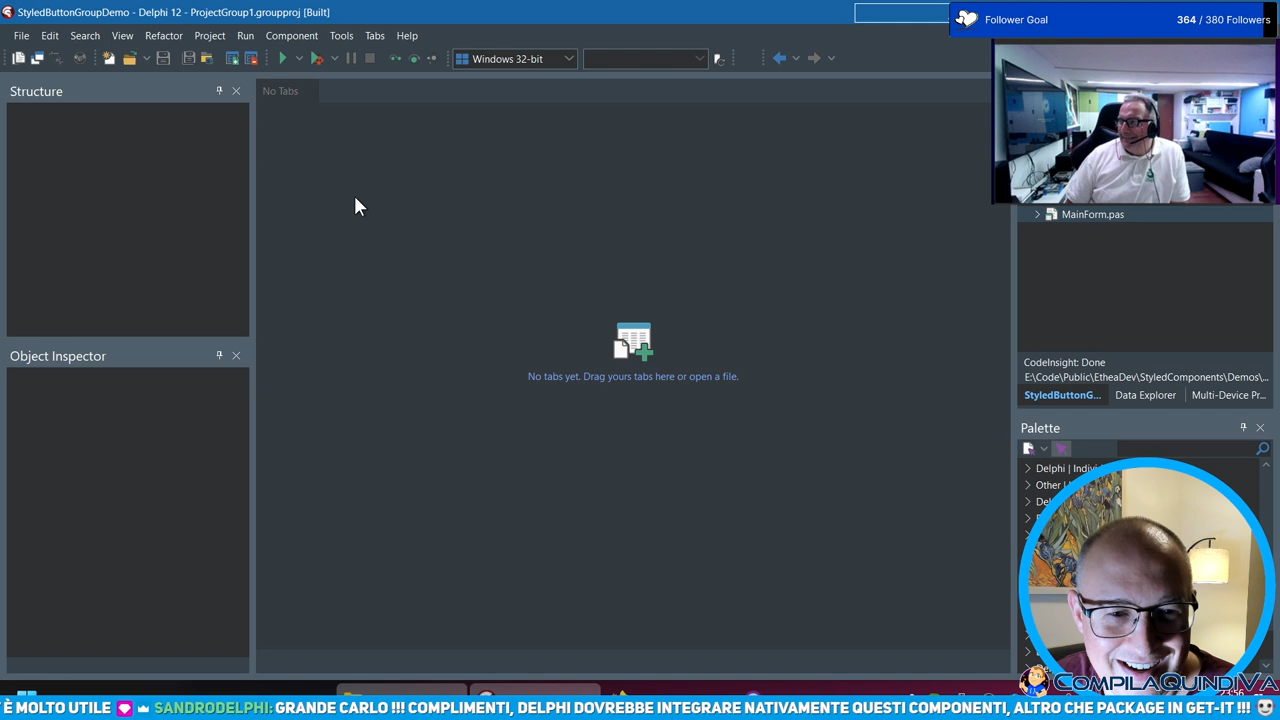 StyledButtonGroupDemo - Delphi 12 - ProjectGroup1.groupproj [Built]
Follower Goal 364 / 380 Followers
File Edit Search View Refactor Project Run Component Tools Tabs Help
Windows 32-bit
Structure
No Tabs
MainForm.pas
No tabs yet. Drag yours tabs here or open a file.
Object Inspector
CodeInsight: Done
E:\Code\Public\EtheaDev\StyledComponents\Demos\...
StyledButtonG... Data Explorer Multi-Device Pr...
Palette
Delphi | Indivi
Other |
De
COMPILAQUINDIVA
23:56
È MOLTO UTILE SANDRODELPHI: GRANDE CARLO !!! COMPLIMENTI, DELPHI DOVREBBE INTEGRARE NATIVAMENTE QUESTI COMPONENTI, ALTRO CHE PACKAGE IN GET-IT !!!